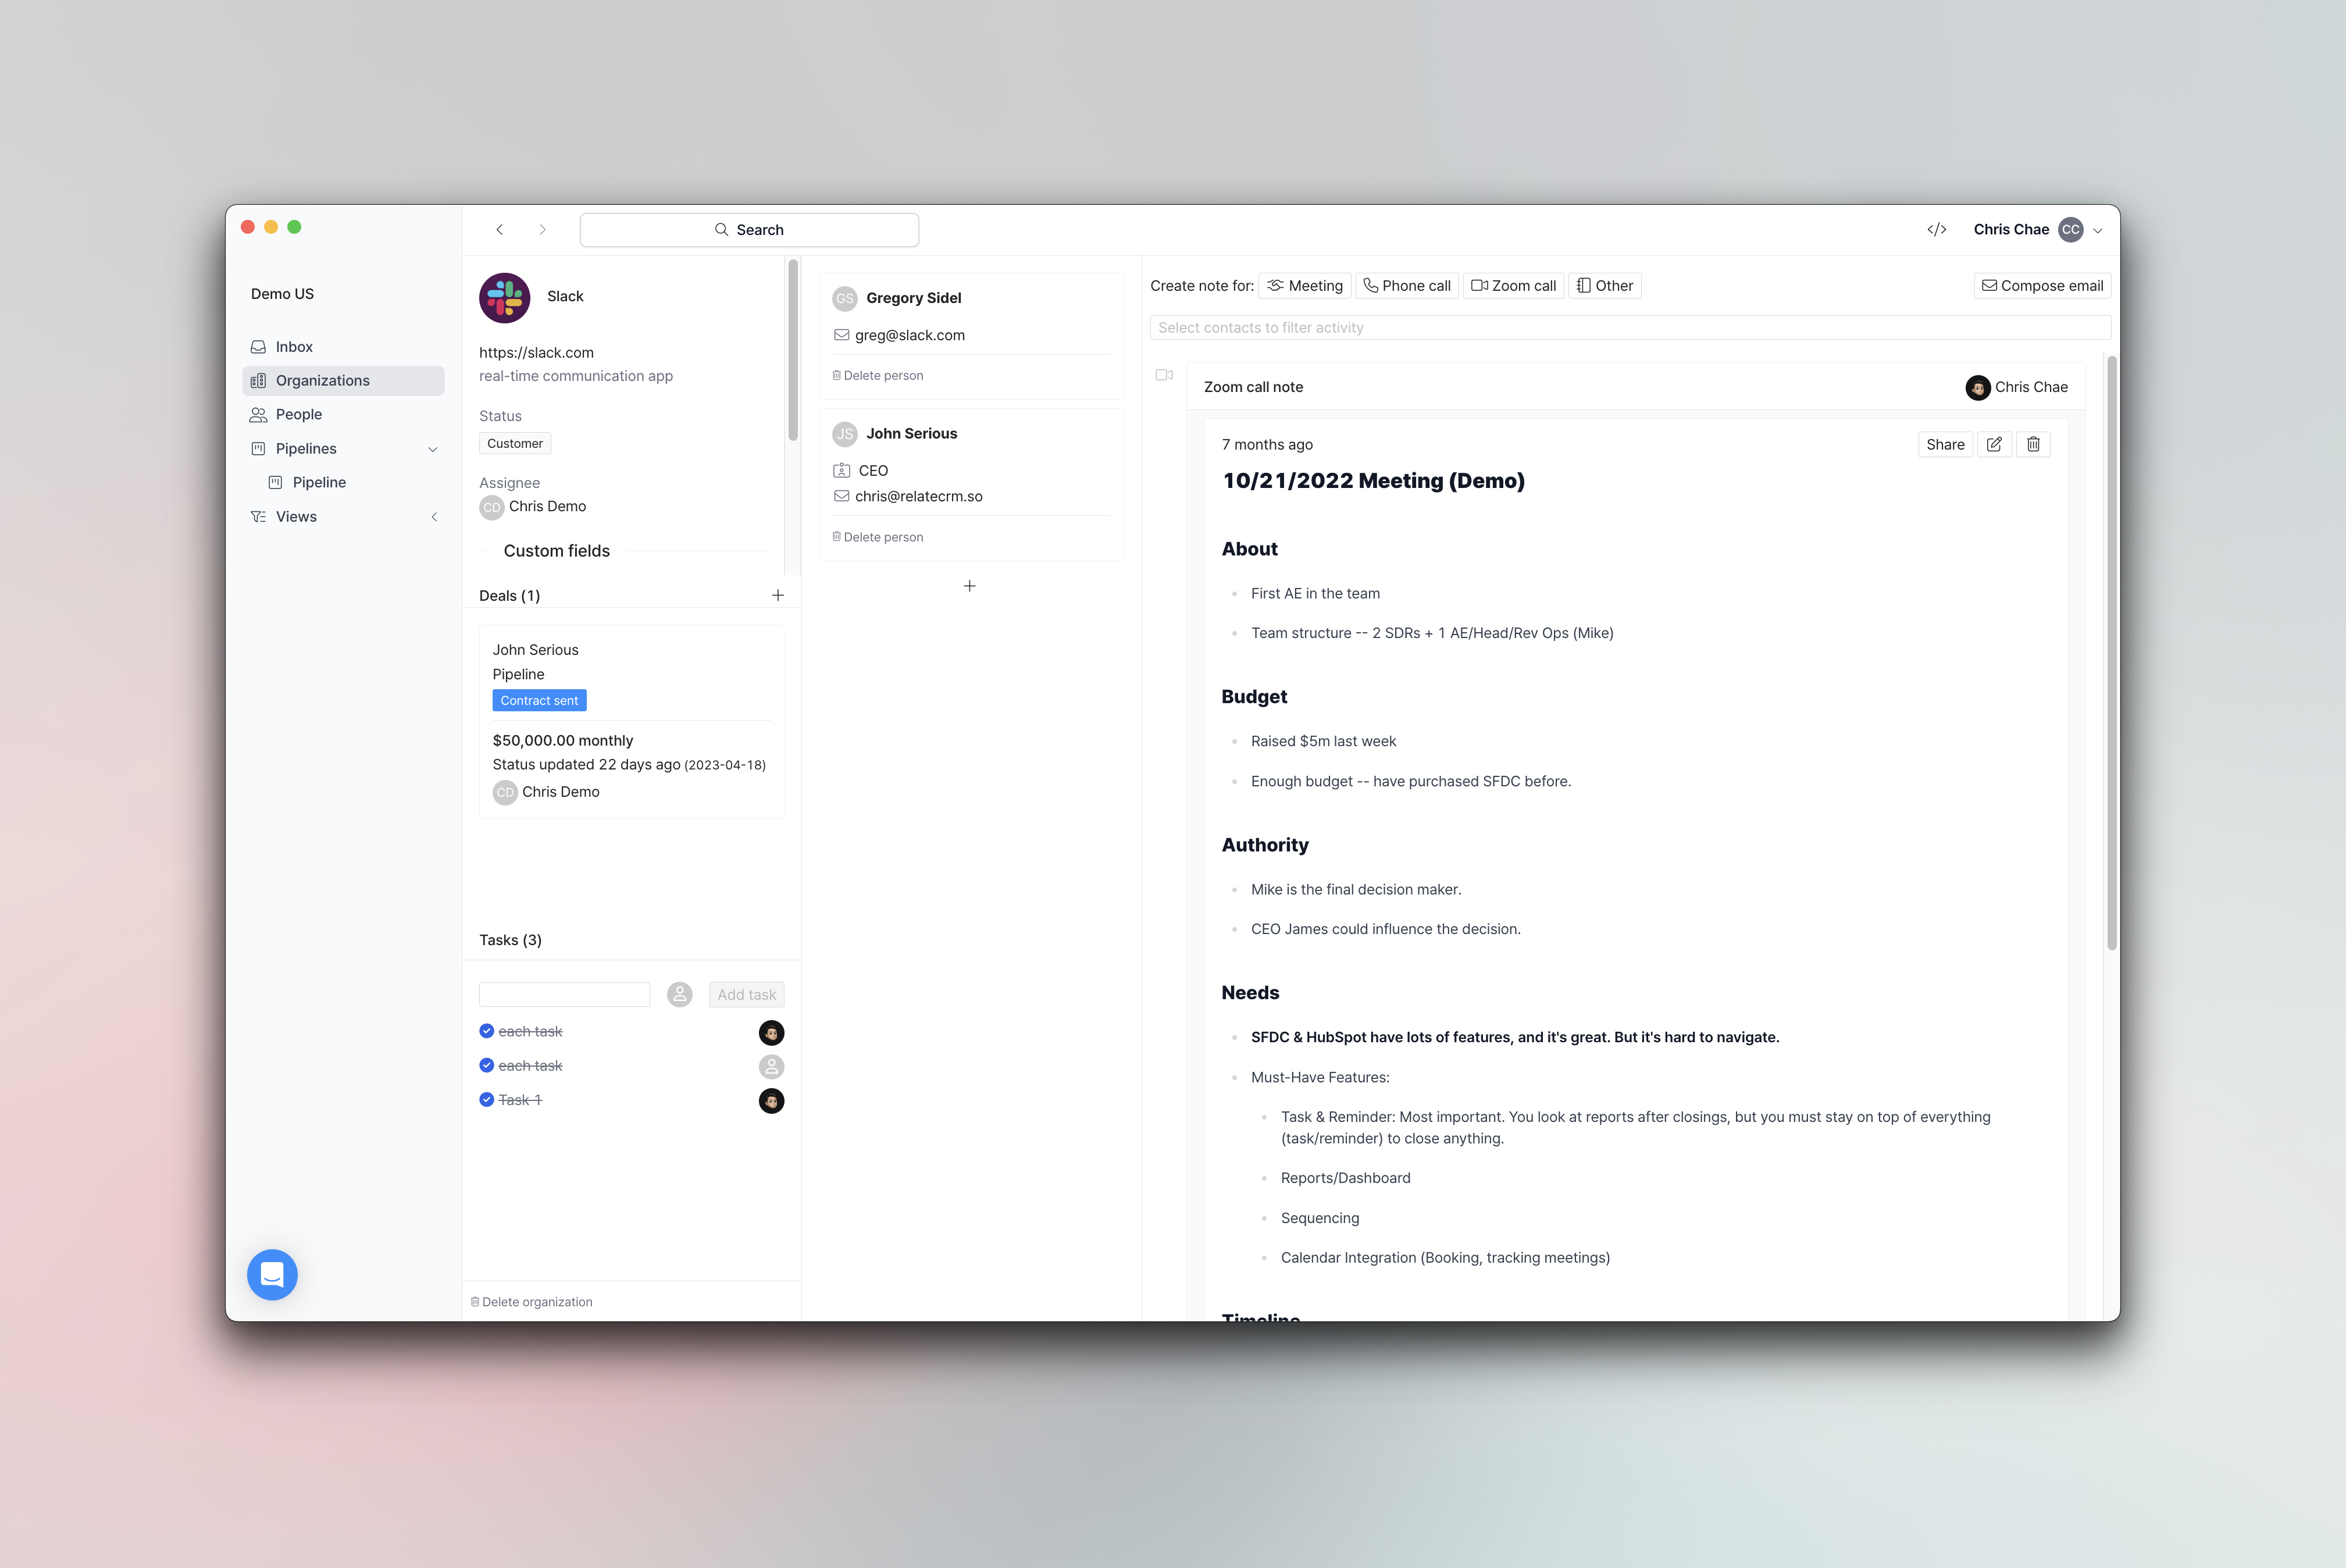 Search
Chris Chae
CC
Demo US
Inbox
Organizations
People
Pipelines
Pipeline
Views
Slack
https://slack.com
real-time communication app
Status
Customer
Assignee
CD Chris Demo
Custom fields
Deals (1)
John Serious
Pipeline
Contract sent
$50,000.00 monthly
Status updated 22 days ago (2023-04-18)
CD Chris Demo
Tasks (3)
Add task
each task
each task
Task 1
Delete organization
GS Gregory Sidel
greg@slack.com
Delete person
JS John Serious
CEO
chris@relatecrm.so
Delete person
Create note for: Meeting Phone call Zoom call Other Compose email
Select contacts to filter activity
Zoom call note Chris Chae
7 months ago Share
10/21/2022 Meeting (Demo)
About
First AE in the team
Team structure -- 2 SDRs + 1 AE/Head/Rev Ops (Mike)
Budget
Raised $5m last week
Enough budget -- have purchased SFDC before.
Authority
Mike is the final decision maker.
CEO James could influence the decision.
Needs
SFDC & HubSpot have lots of features, and it's great. But it's hard to navigate.
Must-Have Features:
Task & Reminder: Most important. You look at reports after closings, but you must stay on top of everything
(task/reminder) to close anything.
Reports/Dashboard
Sequencing
Calendar Integration (Booking, tracking meetings)
Timeline